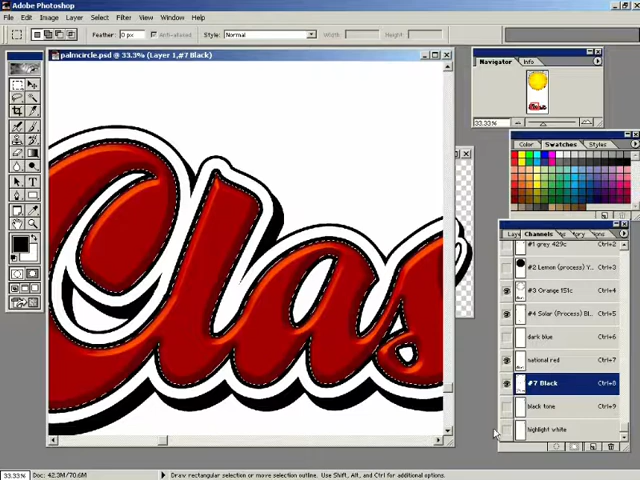 Adobe Photoshop
File Edit Image Layer Select Filter View Window Help
Feather: 0 px Anti-aliased Style: Normal Width: Height:
palmcircle.psd @ 33.3% (Layer 1,#7 Black)
Clas
Navigator Info
33.33%
Color Swatches Styles
Channels
#1 grey 429c Ctrl+2
#2 Lemon (process) Y... Ctrl+3
#3 Orange 151c Ctrl+4
#4 Solar (Process) Bl... Ctrl+5
dark blue Ctrl+6
national red Ctrl+7
#7 Black Ctrl+8
black tone Ctrl+9
highlight white
33.33% Doc: 42.3M/70.6M Draw rectangular selection or move selection outline. Use Shift, Alt, and Ctrl for additional options.